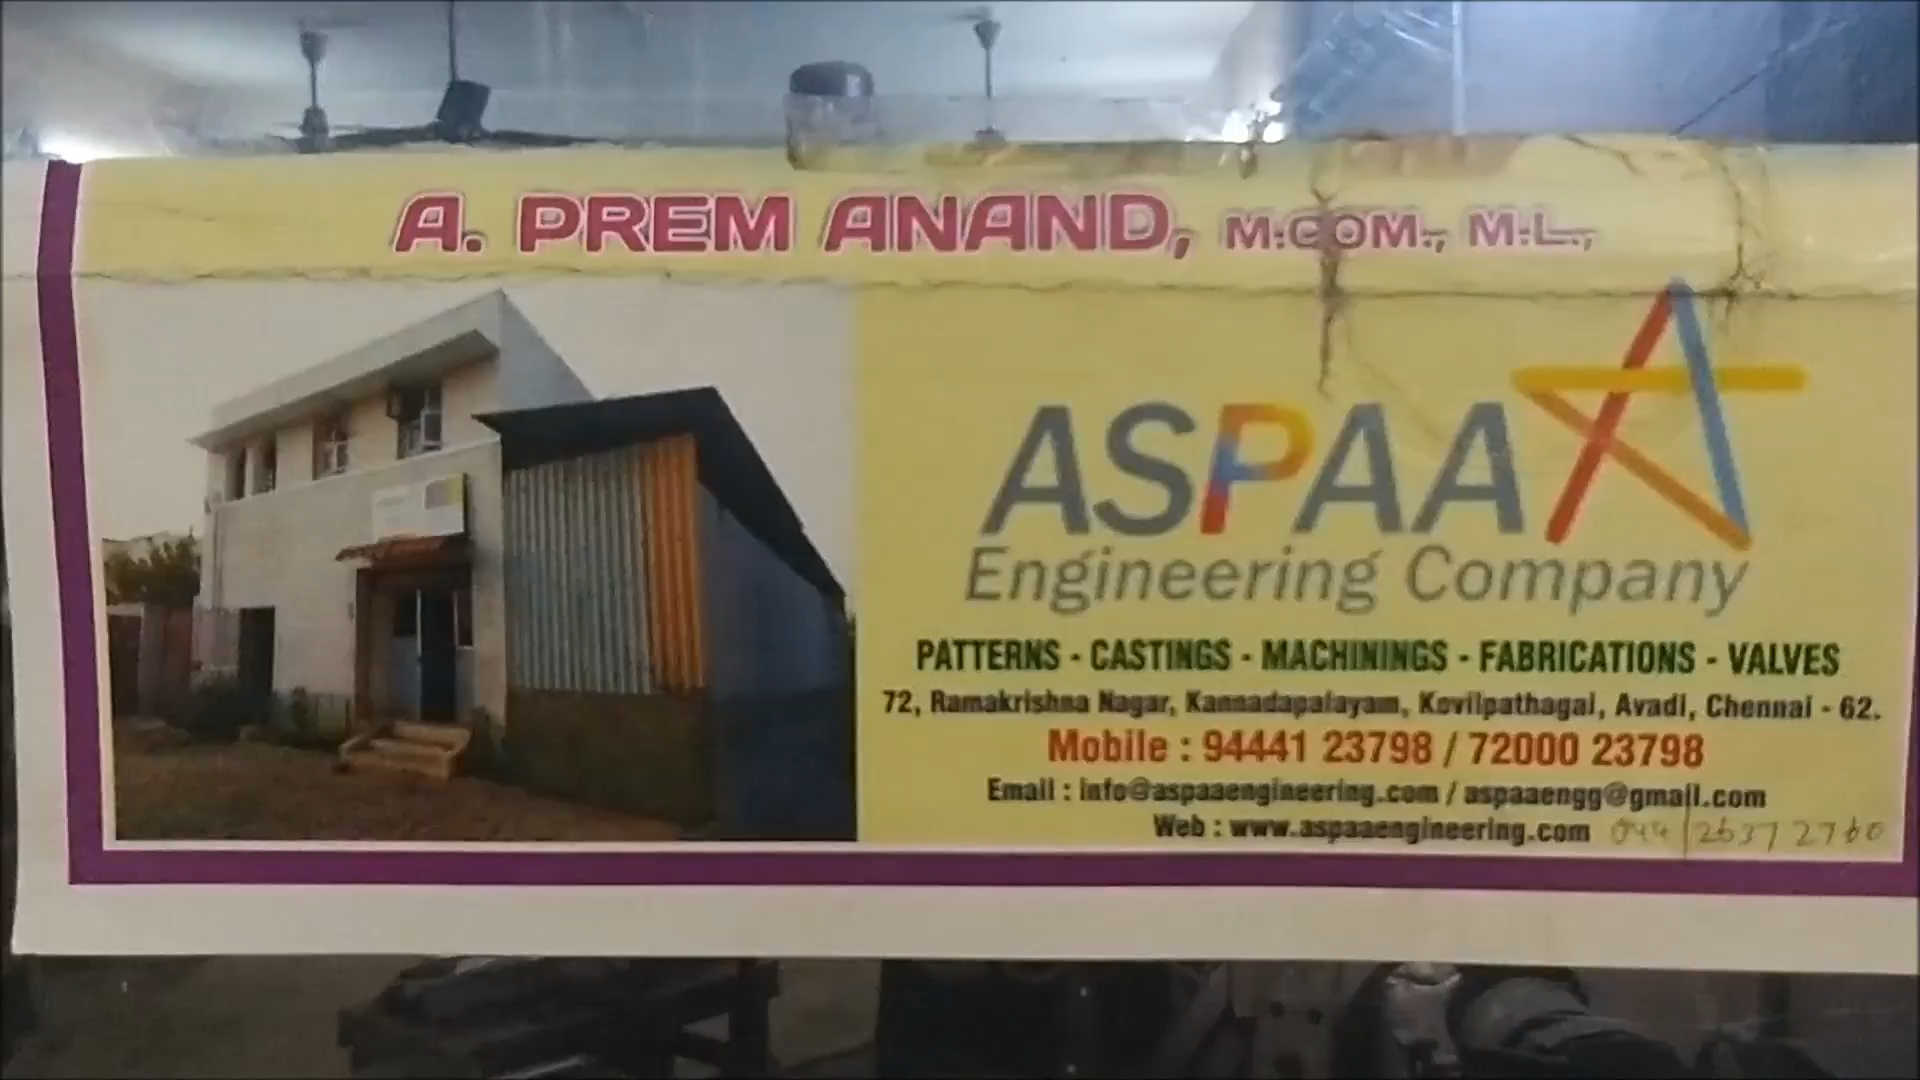 A. PREM ANAND, M.COM., M.L.,
ASPAA
Engineering Company
PATTERNS - CASTINGS - MACHININGS - FABRICATIONS - VALVES
72, Ramakrishna Nagar, Kannadapalayam, Kovilpathagai, Avadi, Chennai - 62.
Mobile : 94441 23798 / 72000 23798
Email : info@aspaaengineering.com / aspaaengg@gmail.com
Web : www.aspaaengineering.com 044 26372760